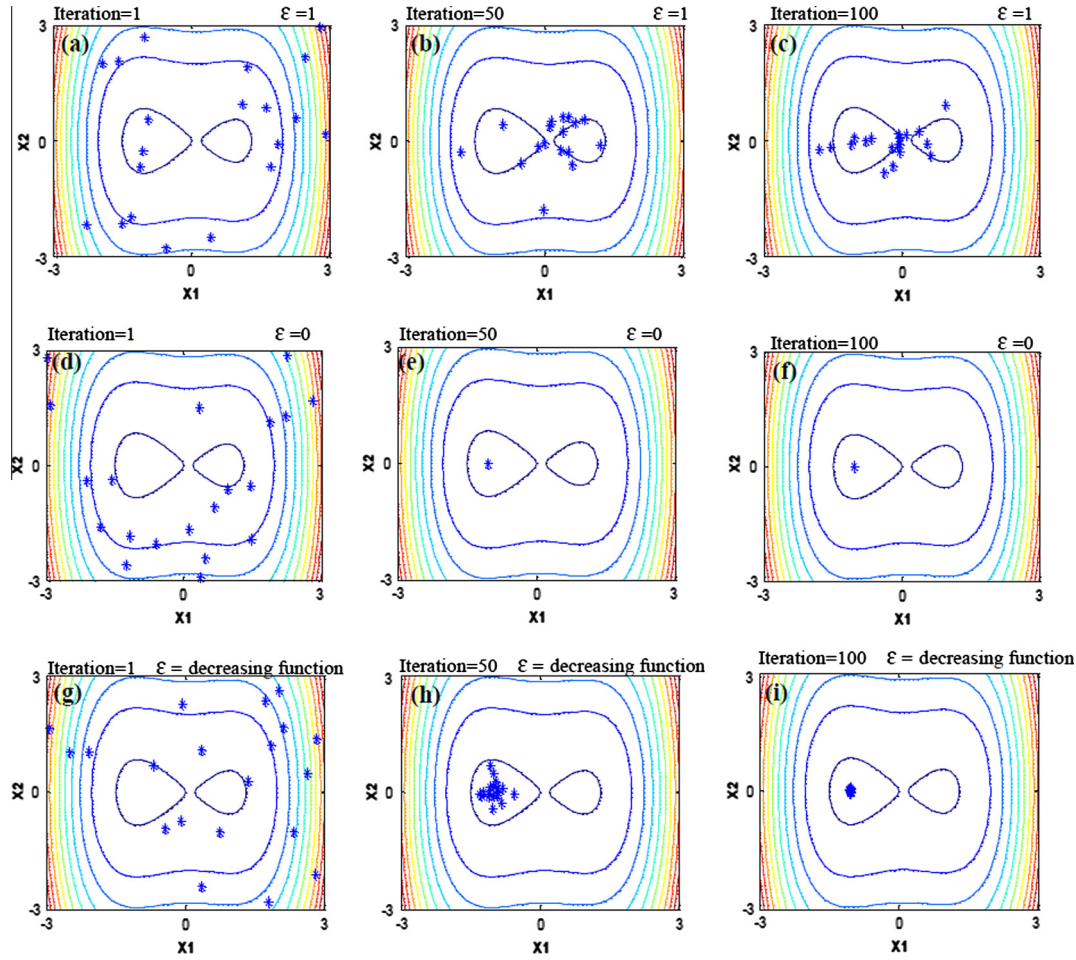 Iteration=1 Ɛ =1
(a)
3
X2
0
-3
-3 0 3
X1
Iteration=50 Ɛ =1
(b)
3
X2
0
-3
-3 0 3
X1
Iteration=100 Ɛ =1
(c)
3
X2
0
-3
-3 0 3
X1
Iteration=1 Ɛ =0
(d)
3
X2
0
-3
-3 0 3
X1
Iteration=50 Ɛ =0
(e)
3
X2
0
-3
-3 0 3
X1
Iteration=100 Ɛ =0
(f)
3
X2
0
-3
-3 0 3
X1
Iteration=1 Ɛ = decreasing function
(g)
3
X2
0
-3
-3 0 3
X1
Iteration=50 Ɛ = decreasing function
(h)
3
X2
0
-3
-3 0 3
X1
Iteration=100 Ɛ = decreasing function
(i)
3
X2
0
-3
-3 0 3
X1